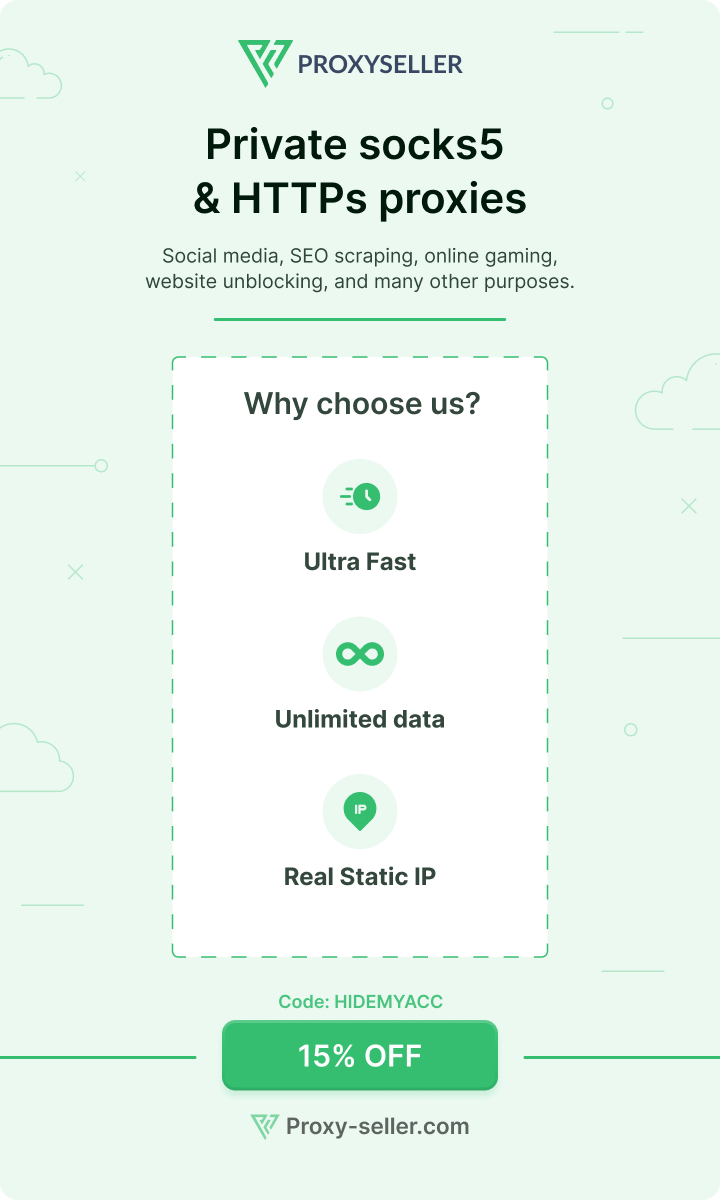 PROXYSELLER
Private socks5
& HTTPs proxies
Social media, SEO scraping, online gaming,
website unblocking, and many other purposes.
Why choose us?
Ultra Fast
Unlimited data
IP
Real Static IP
Code: HIDEMYACC
15% OFF
Proxy-seller.com